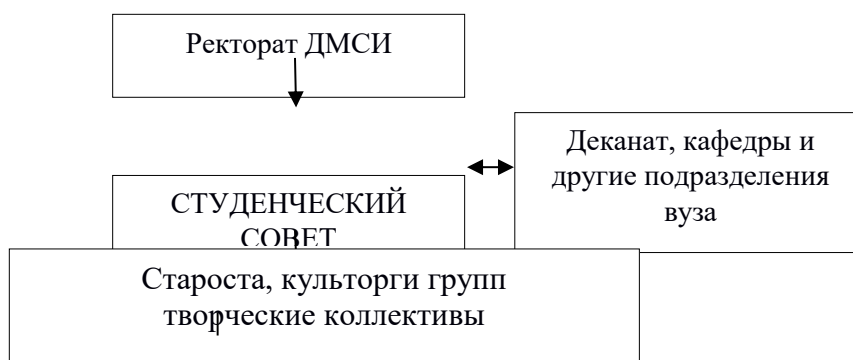 Ректорат ДМСИ
Деканат, кафедры и
другие подразделения
вуза
СТУДЕНЧЕСКИЙ
СОВЕТ
Староста, культорги групп
творческие коллективы